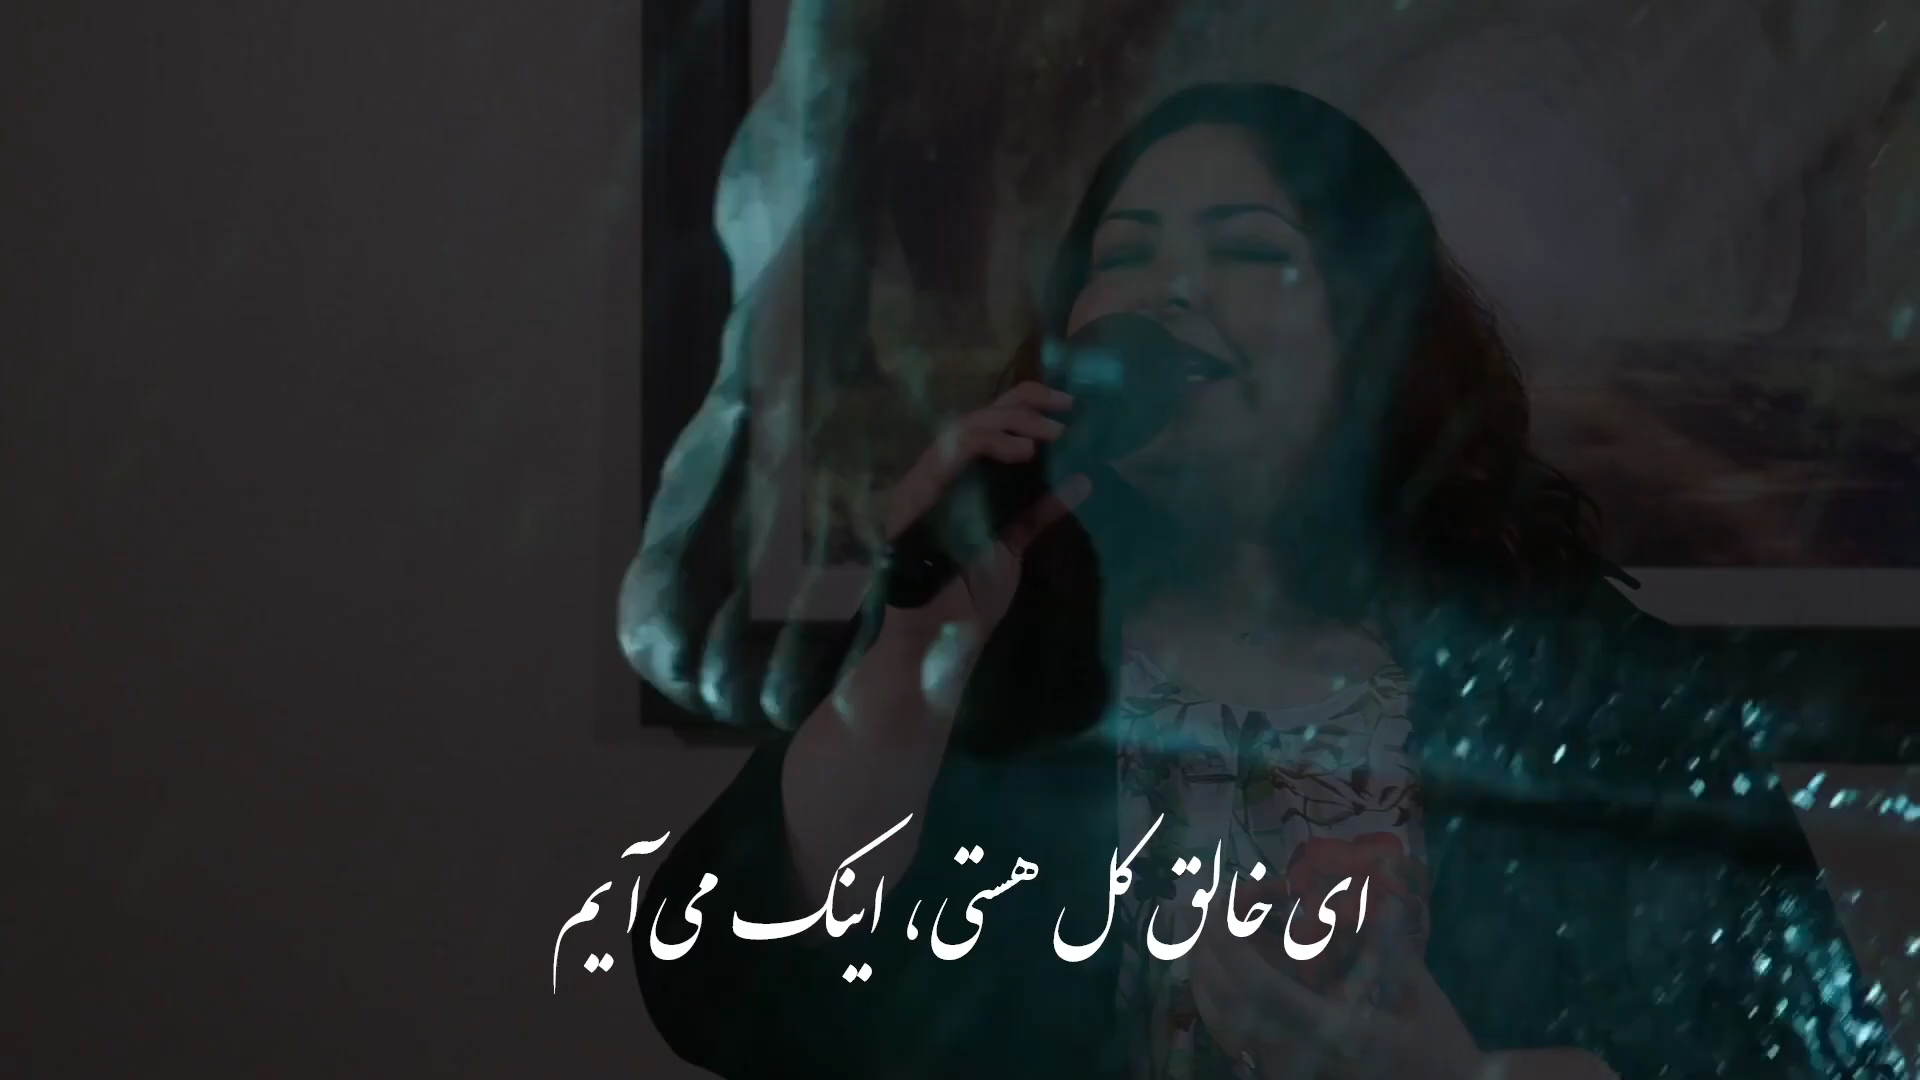 ای خالق کل هستی، اینک می آیم